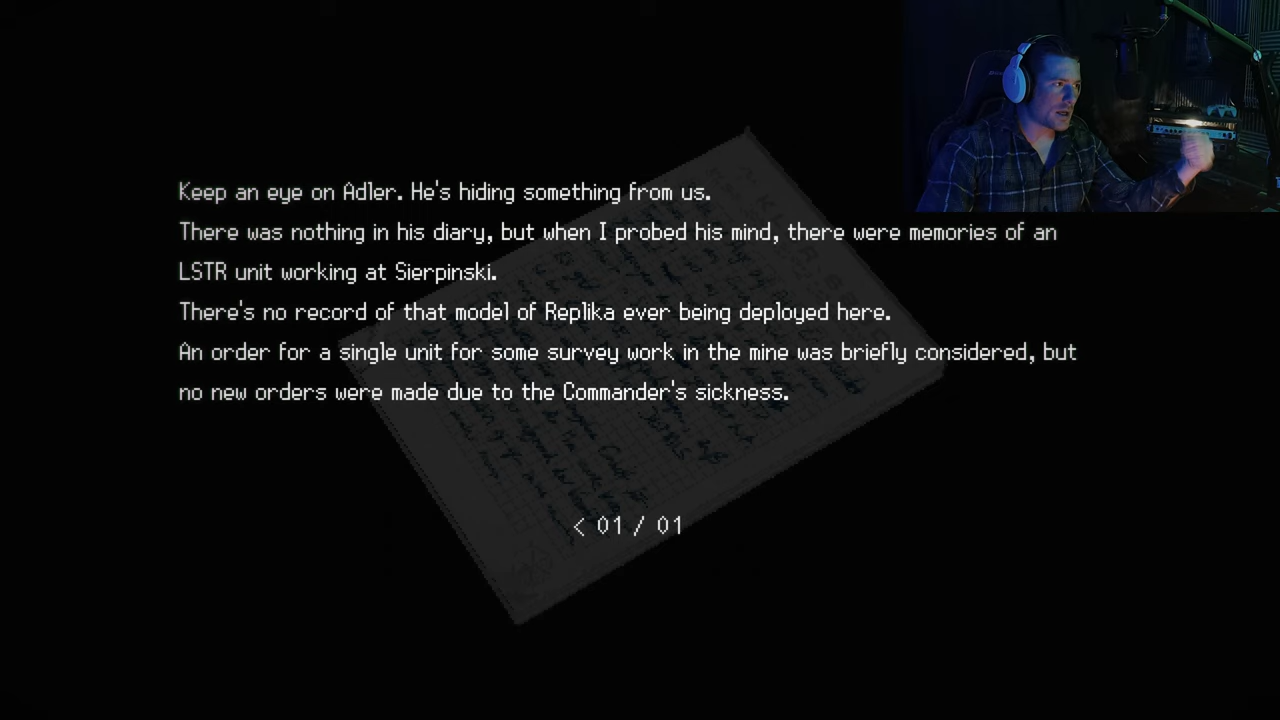 Keep an eye on Adler. He's hiding something from us.
There was nothing in his diary, but when I probed his mind, there were memories of an
LSTR unit working at Sierpinski.
There's no record of that model of Replika ever being deployed here.
An order for a single unit for some survey work in the mine was briefly considered, but
no new orders were made due to the Commander's sickness.
< 01 / 01